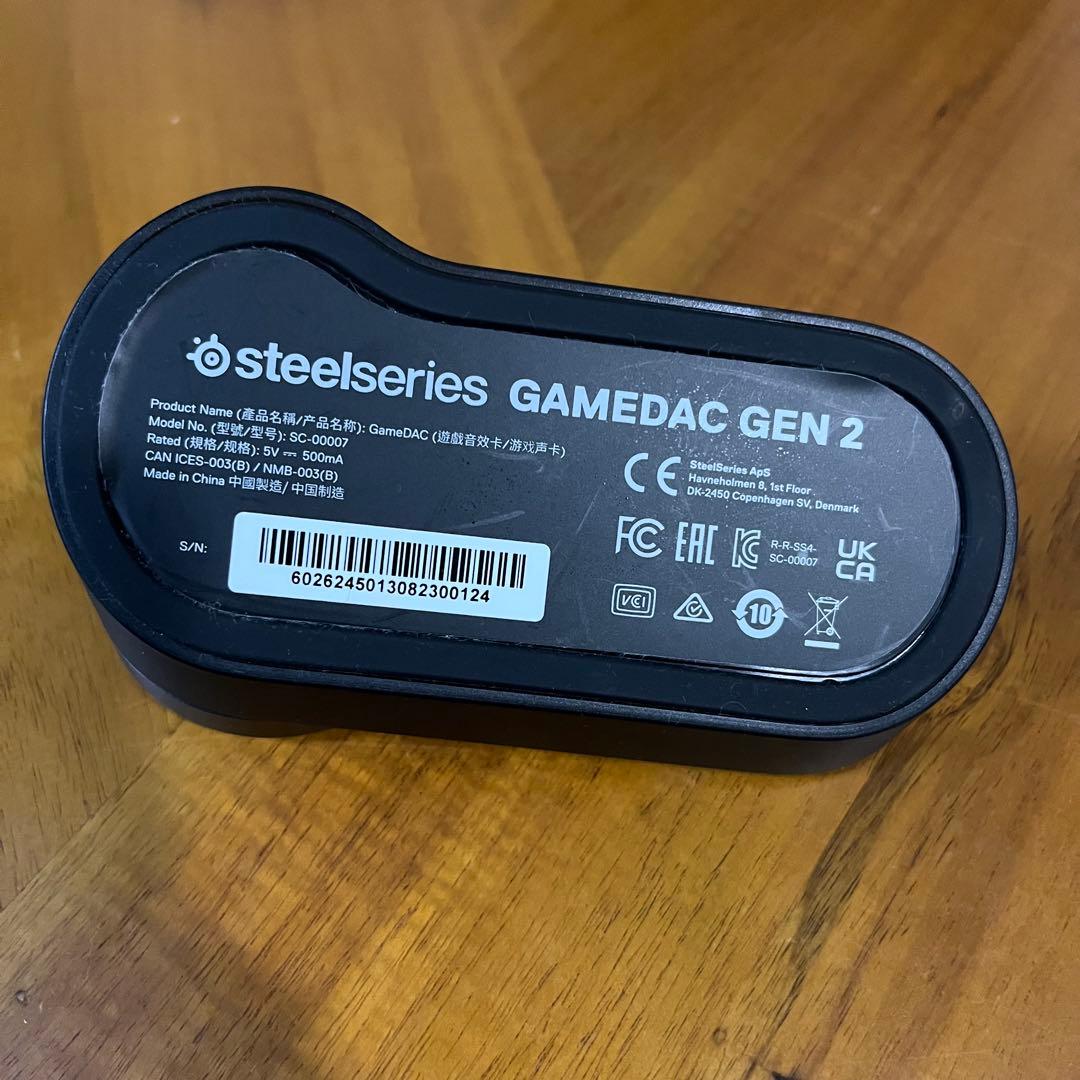 steelseries GAMEDAC GEN 2
Product Name (產品名稱/产品名称): GameDAC (遊戲音效卡/游戏声卡)
Model No. (型號/型号): SC-00007
Rated (規格/规格): 5V ⎓ 500mA
CAN ICES-003(B) / NMB-003(B)
Made in China 中國製造/ 中国制造
S/N:
6026245013082300124
CE
SteelSeries ApS
Havneholmen 8, 1st Floor
DK-2450 Copenhagen SV, Denmark
FC EAC KC
R-R-SS4-
SC-00007
UK
CA
VCI
10